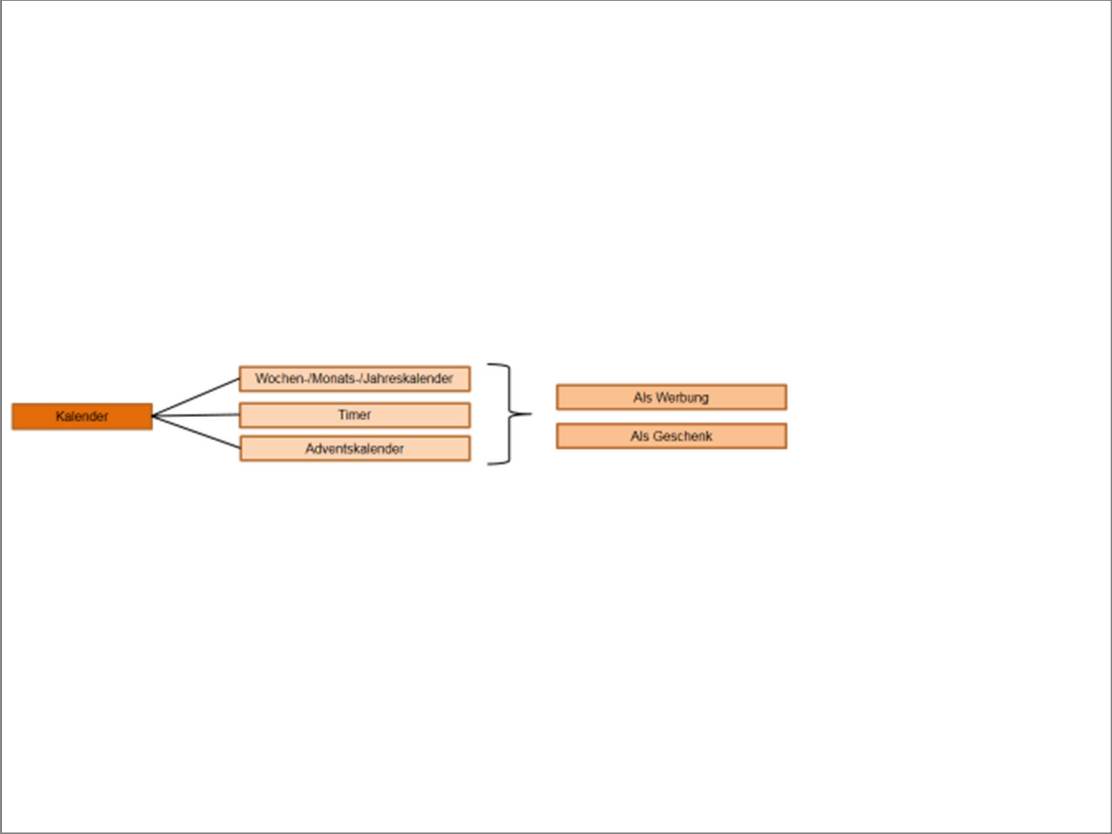 Kalender
Wochen-/Monats-/Jahreskalender
Timer
Adventskalender
Als Werbung
Als Geschenk